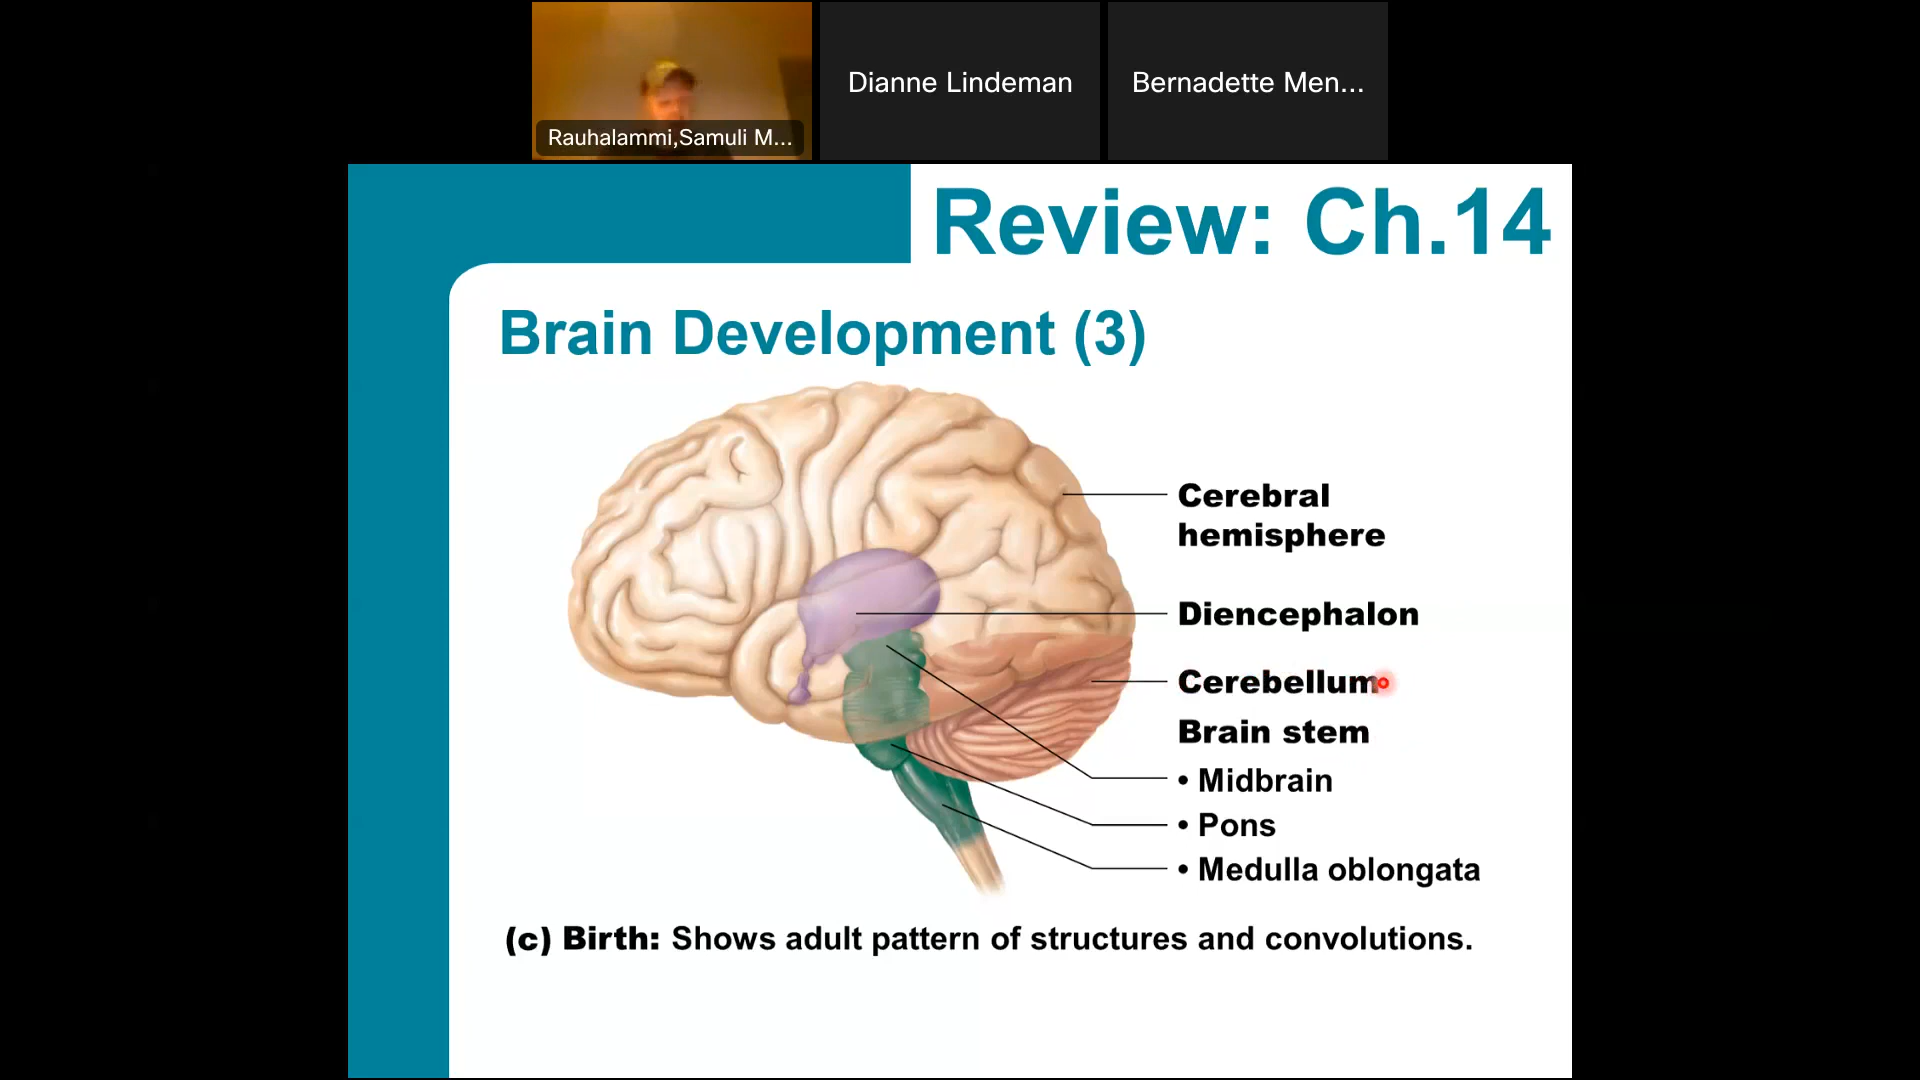 Rauhalammi,Samuli M...
Dianne Lindeman
Bernadette Men...
Review: Ch.14
Brain Development (3)
Cerebral
hemisphere
Diencephalon
Cerebellum
Brain stem
• Midbrain
• Pons
• Medulla oblongata
(c) Birth: Shows adult pattern of structures and convolutions.